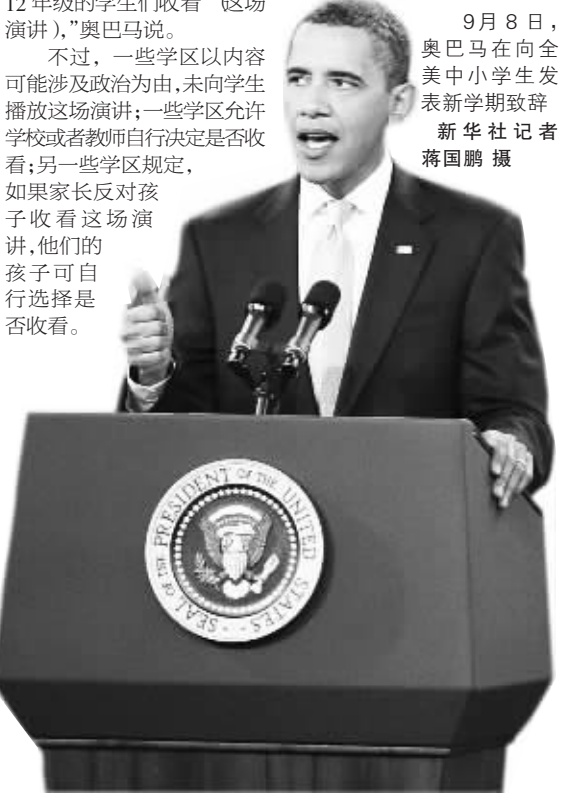 12年级的学生们收看（这场
演讲），”奥巴马说。
不过，一些学区以内容
可能涉及政治为由，未向学生
播放这场演讲；一些学区允许
学校或者教师自行决定是否收
看；另一些学区规定，
如果家长反对孩
子收看这场演
讲，他们的
孩子可自
行选择是
否收看。
9月8日，
奥巴马在向全
美中小学生发
表新学期致辞
新华社记者
蒋国鹏 摄
SEAL OF THE PRESIDENT OF THE UNITED STATES